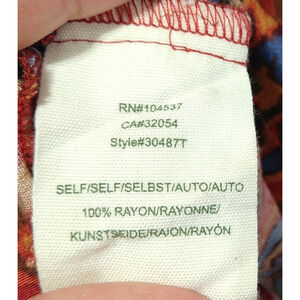 RN#104537
CA#32054
Style#30487T
SELF/SELF/SELBST/AUTO/AUTO
100% RAYON/RAYONNE/
KUNSTSEIDE/RAION/RAYÓN